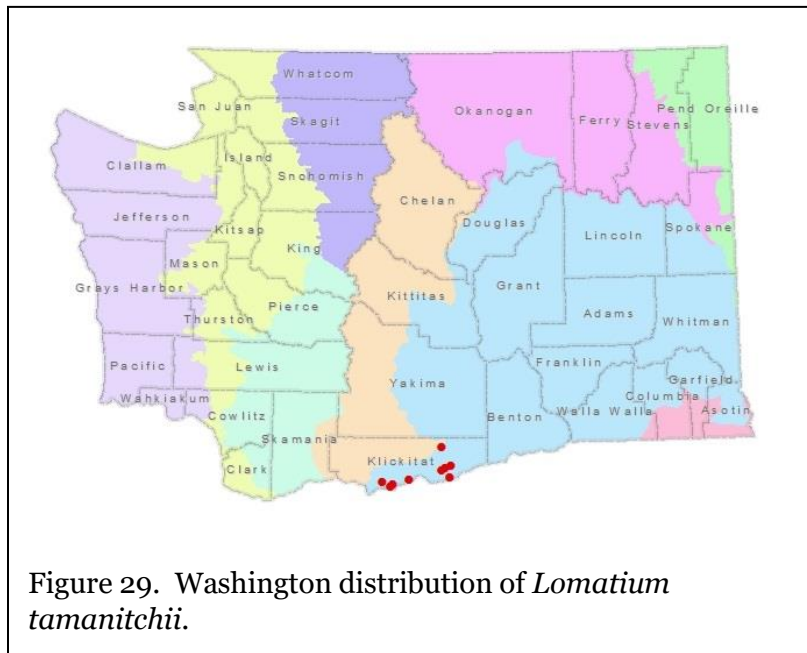 Whatcom
San Juan
Okanogan
Pend Oreille
Skagit
Ferry
Stevens
Island
Clallam
Snohomish
Chelan
Jefferson
Douglas
Kitsap
Lincoln
Spokane
King
Mason
Grays Harbor
Grant
Kittitas
Pierce
Adams
Thurston
Whitman
Pacific
Lewis
Franklin
Yakima
Garfield
Wahkiakum
Columbia
Cowlitz
Benton
Walla Walla
Asotin
Skamania
Klickitat
Clark
Figure 29. Washington distribution of Lomatium
tamanitchii.